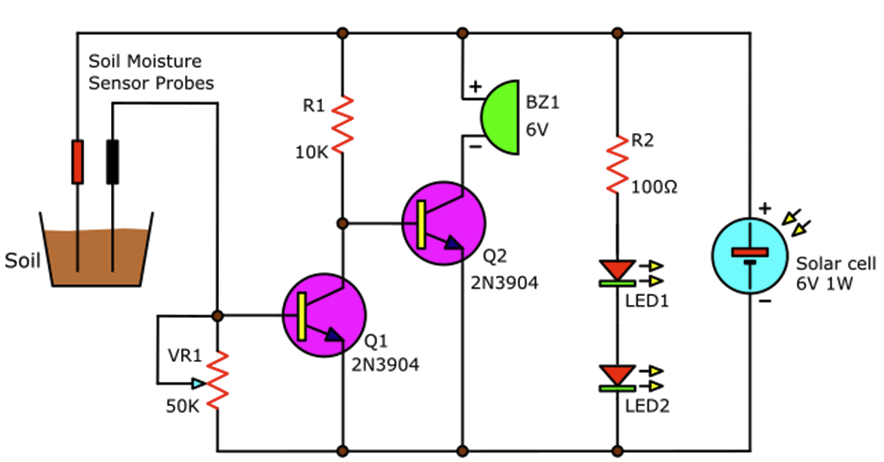 Soil Moisture
Sensor Probes
R1
10K
+
BZ1
6V
−
R2
100Ω
Soil
Q2
2N3904
+
Solar cell
6V 1W
−
LED1
VR1
50K
Q1
2N3904
LED2